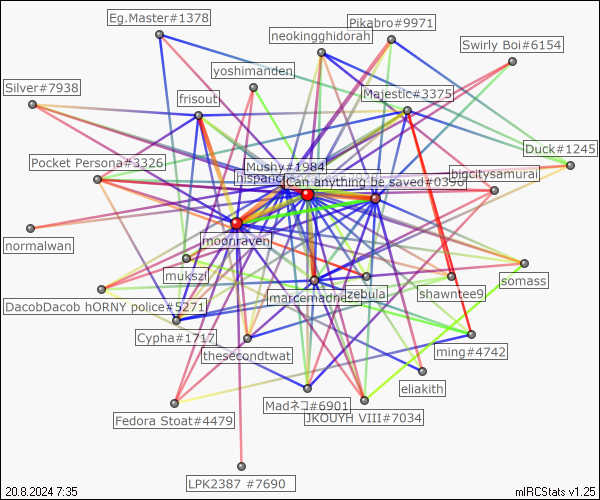 Eg.Master#1378
Pikabro#9971
neokingghidorah
Swirly Boi#6154
yoshimanden
Silver#7938
Majestic#3375
frisout
Duck#1245
Pocket Persona#3326
Mushy#1984
bigcitysamurai
Can anything be saved#0396
moonraven
normalwan
mukszi
zebula
shawntee9
somass
DacobDacob hORNY police#5271
Cypha#1717
thesecondtwat
ming#4742
eliakith
Madネコ#6901
Fedora Stoat#4479
JKOUYH VIII#7034
LPK2387 #7690
20.8.2024 7:35
mIRCStats v1.25